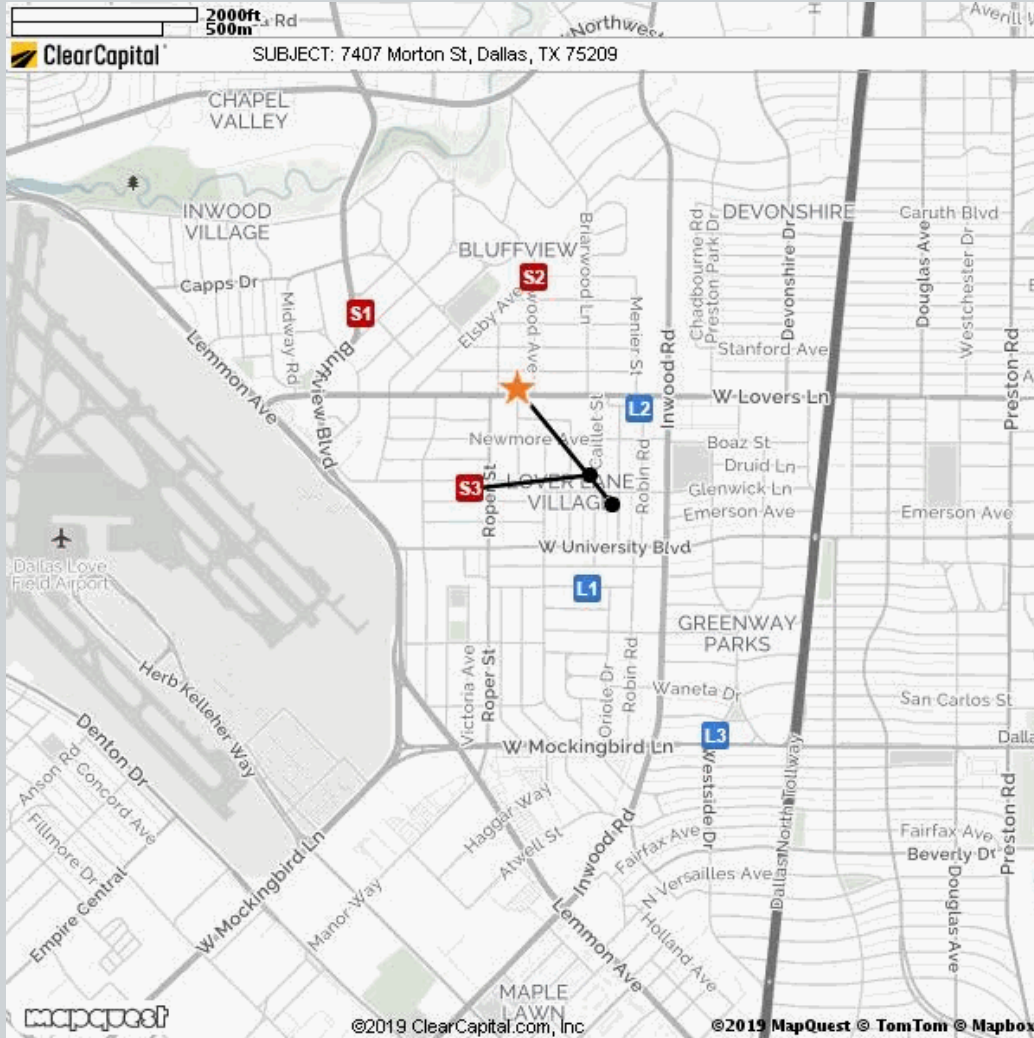 2000ft
500m
Rd
Northwest
Averill
ClearCapital
SUBJECT: 7407 Morton St, Dallas, TX 75209
CHAPEL
VALLEY
INWOOD
VILLAGE
BLUFFVIEW
DEVONSHIRE
Caruth Blvd
Briarwood Ln
Chadbourne Rd
Preston Park Dr
Devonshire Dr
Douglas Ave
Westchester Dr
Capps Dr
Midway Rd
S1
S2
Elsby Ave
wood Ave
Menier St
Inwood Rd
Stanford Ave
Preston Rd
Lemmon Ave
Bluffview Blvd
L2
W Lovers Ln
Newmore Ave
Caillet St
Robin Rd
Boaz St
Druid Ln
Glenwick Ln
Emerson Ave
Emerson Ave
S3
Roper St
LOVER LANE
VILLAG
W University Blvd
Dallas Love
Field Airport
L1
GREENWAY
PARKS
Herb Kelleher Way
Victoria Ave
Roper St
Oriole Dr
Robin Rd
Waneta Dr
San Carlos St
L3
W Mockingbird Ln
Dalla
Denton Dr
Anson Rd
Concord Ave
Fillmore Dr
Empire Central
W Mockingbird Ln
Manor Way
Haggar Way
Atwell St
Inwood Rd
Fairfax Ave
Westside Dr
Dallas North Tollway
Fairfax Ave
Beverly Dr
Preston Rd
N Versailles Ave
Holland Ave
Lemmon Ave
Douglas Ave
MAPLE
LAWN
mapquest
©2019 ClearCapital.com, Inc
©2019 MapQuest © TomTom © Mapbox